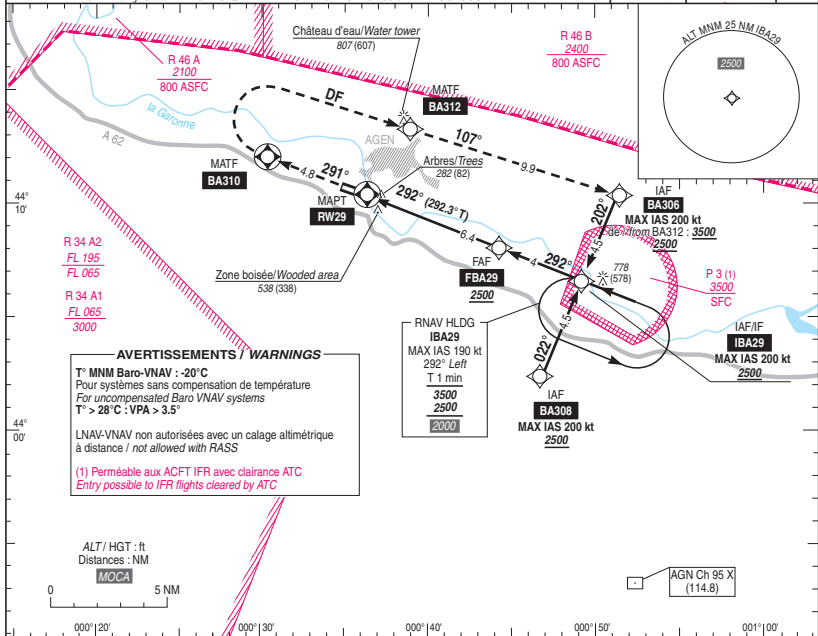 Château d'eau/Water tower
807 (607)
R 46 A
2100
800 ASFC
R 46 B
2400
800 ASFC
ALT MNM 25 NM IBA29
2500
la Garonne
A 62
DF
MATF
BA312
107°
9.9
AGEN
MATF
BA310
4.8
291°
Arbres/Trees
282 (82)
MAPT
RW29
292° (292.3° T)
6.4
IAF
BA306
MAX IAS 200 kt
de/from BA312 : 3500
2500
202°
4.5
44°
10'
R 34 A2
FL 195
FL 065
R 34 A1
FL 065
3000
Zone boisée/Wooded area
538 (338)
FAF
FBA29
2500
4
292°
778
(578)
P 3 (1)
3500
SFC
RNAV HLDG
IBA29
MAX IAS 190 kt
292° Left
T 1 min
3500
2500
2000
IAF/IF
IBA29
MAX IAS 200 kt
2500
4.5
022°
IAF
BA308
MAX IAS 200 kt
2500
44°
00'
AVERTISSEMENTS / WARNINGS
T° MNM Baro-VNAV : -20°C
Pour systèmes sans compensation de température
For uncompensated Baro VNAV systems
T° > 28°C : VPA > 3.5°
LNAV-VNAV non autorisées avec un calage altimétrique
à distance / not allowed with RASS
(1) Perméable aux ACFT IFR avec clairance ATC
Entry possible to IFR flights cleared by ATC
ALT / HGT : ft
Distances : NM
MOCA
0 5 NM
AGN Ch 95 X
(114.8)
000° 20' 000° 30' 000° 40' 000° 50' 001° 00'